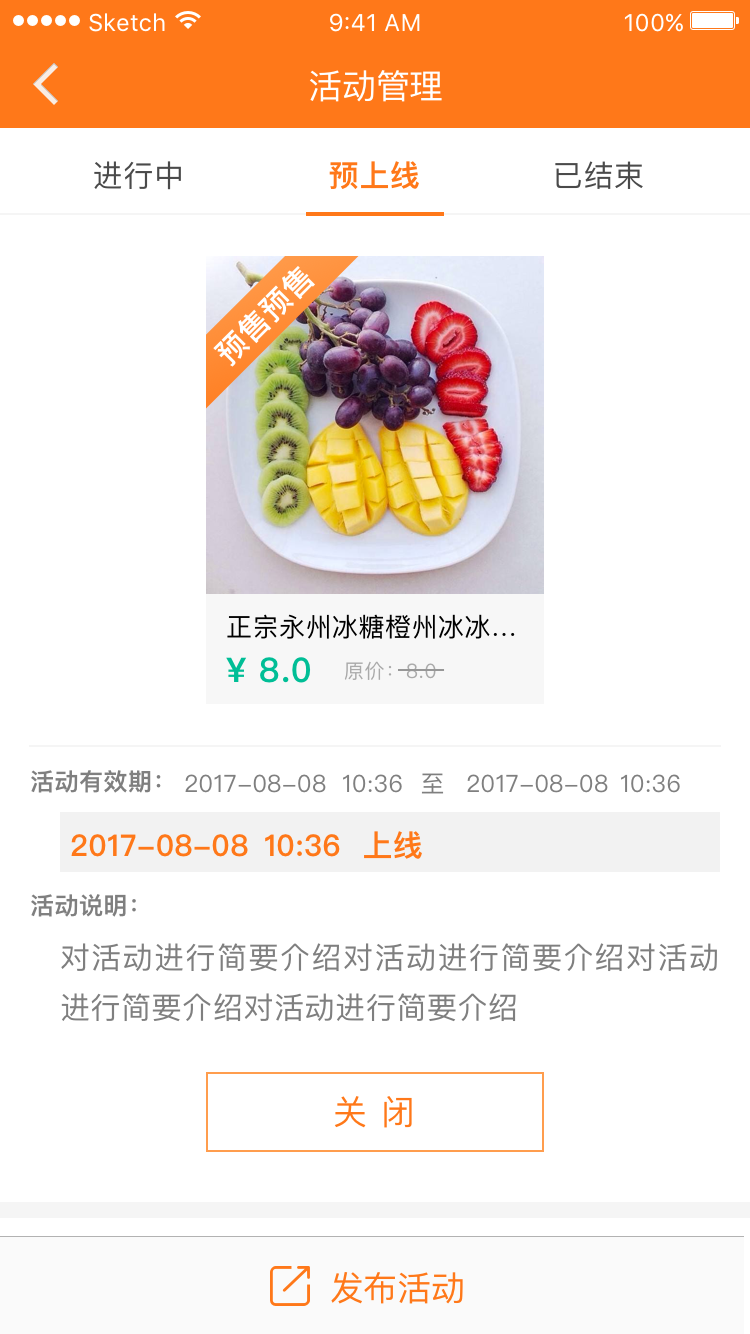 Sketch 9:41 AM 100%
活动管理
进行中 预上线 已结束
预售预售
正宗永州冰糖橙州冰冰...
¥ 8.0 原价：8.0
活动有效期： 2017-08-08 10:36 至 2017-08-08 10:36
2017-08-08 10:36 上线
活动说明：
对活动进行简要介绍对活动进行简要介绍对活动
进行简要介绍对活动进行简要介绍
关 闭
发布活动